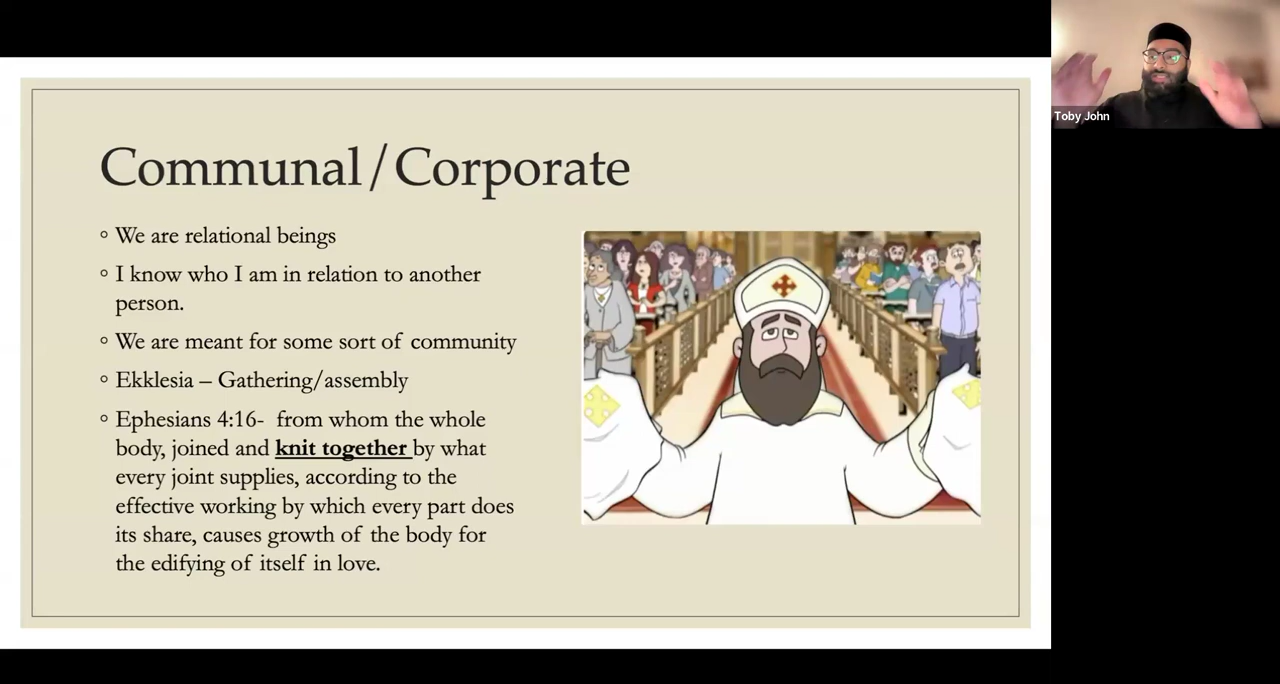 Communal/Corporate
We are relational beings
I know who I am in relation to another
person.
We are meant for some sort of community
Ekklesia – Gathering/assembly
Ephesians 4:16- from whom the whole
body, joined and knit together by what
every joint supplies, according to the
effective working by which every part does
its share, causes growth of the body for
the edifying of itself in love.
Toby John